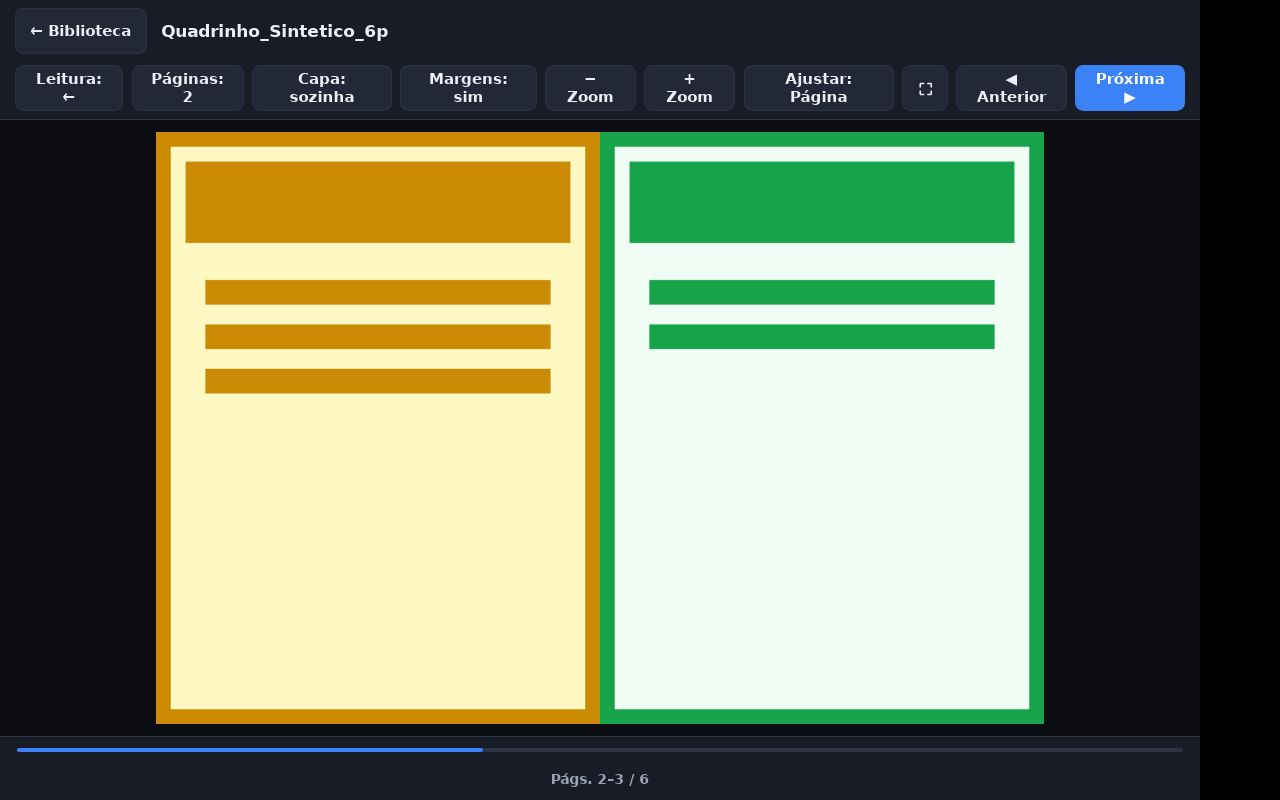 ← Biblioteca
Quadrinho_Sintetico_6p
Leitura:
←
Páginas:
2
Capa:
sozinha
Margens:
sim
−
Zoom
+
Zoom
Ajustar:
Página
◀
Anterior
Próxima
▶
Págs. 2–3 / 6